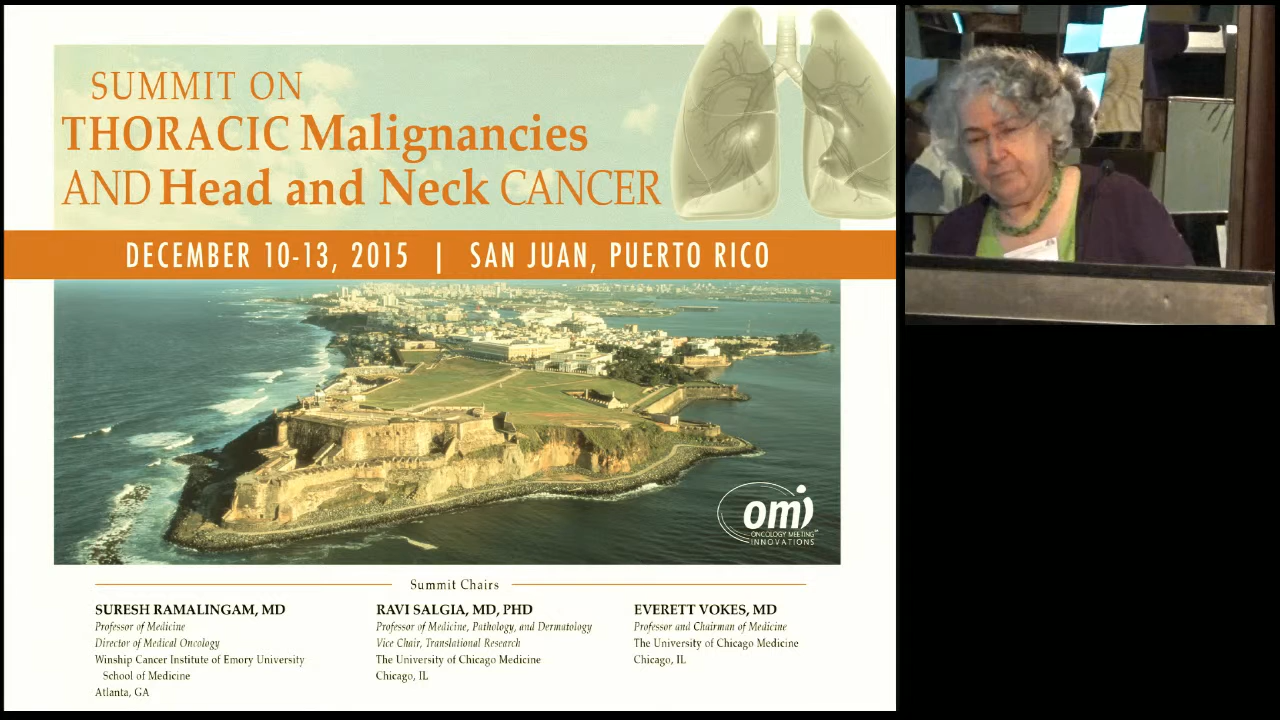 SUMMIT ON
THORACIC Malignancies
AND Head and Neck CANCER
DECEMBER 10-13, 2015 | SAN JUAN, PUERTO RICO
omi
ONCOLOGY MEETING
INNOVATIONS
Summit Chairs
SURESH RAMALINGAM, MD
Professor of Medicine
Director of Medical Oncology
Winship Cancer Institute of Emory University
School of Medicine
Atlanta, GA
RAVI SALGIA, MD, PHD
Professor of Medicine, Pathology, and Dermatology
Vice Chair, Translational Research
The University of Chicago Medicine
Chicago, IL
EVERETT VOKES, MD
Professor and Chairman of Medicine
The University of Chicago Medicine
Chicago, IL